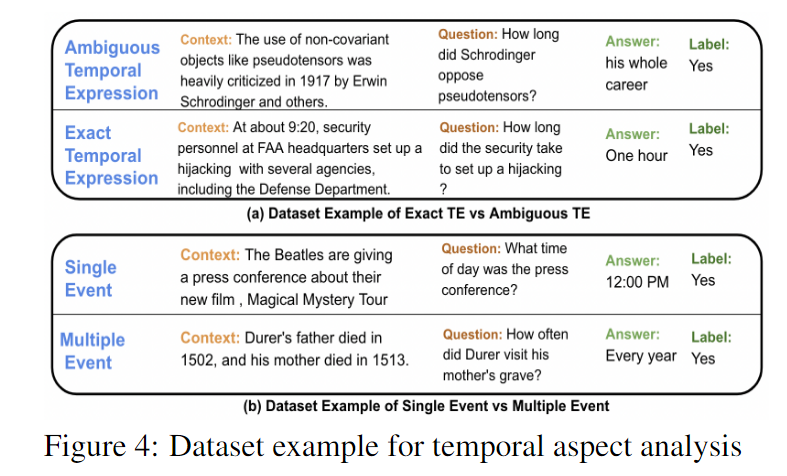 Ambiguous
Temporal
Expression
Context: The use of non-covariant
objects like pseudotensors was
heavily criticized in 1917 by Erwin
Schrodinger and others.
Question: How long
did Schrodinger
oppose
pseudotensors?
Answer:
his whole
career
Label:
Yes
Exact
Temporal
Expression
Context: At about 9:20, security
personnel at FAA headquarters set up a
hijacking with several agencies,
including the Defense Department.
Question: How long
did the security take
to set up a hijacking
?
Answer:
One hour
Label:
Yes
(a) Dataset Example of Exact TE vs Ambiguous TE
Single
Event
Context: The Beatles are giving
a press conference about their
new film , Magical Mystery Tour
Question: What time
of day was the press
conference?
Answer:
12:00 PM
Label:
Yes
Multiple
Event
Context: Durer's father died in
1502, and his mother died in 1513.
Question: How often
did Durer visit his
mother's grave?
Answer:
Every year
Label:
Yes
(b) Dataset Example of Single Event vs Multiple Event
Figure 4: Dataset example for temporal aspect analysis